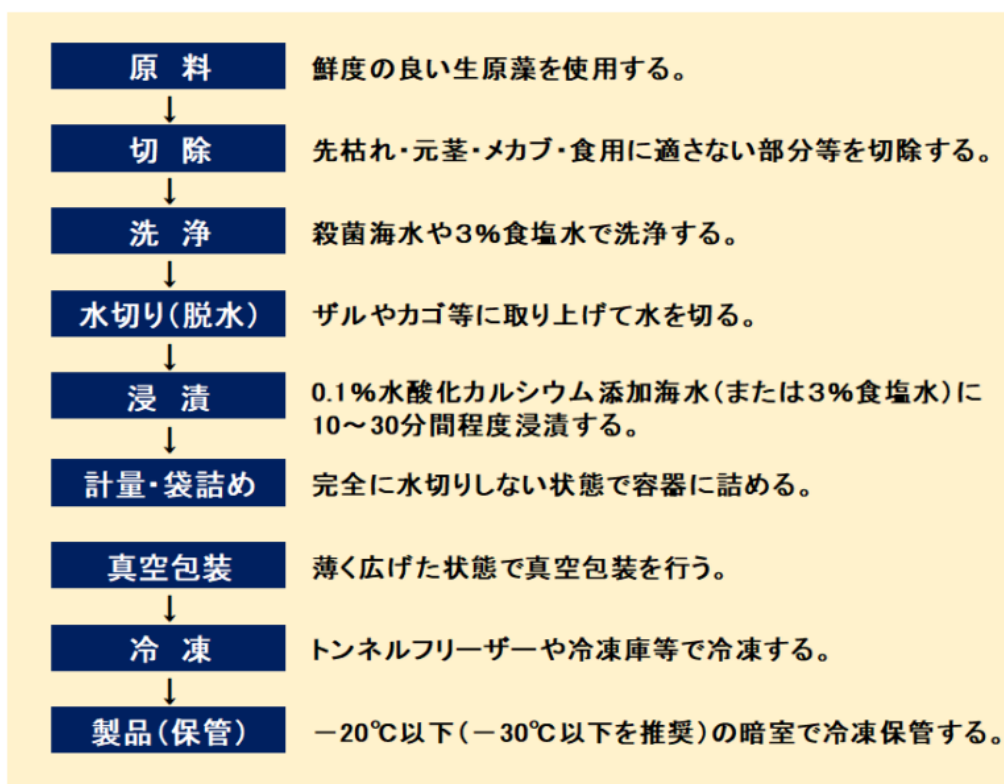 原 料 鮮度の良い生原藻を使用する。
↓
切 除 先枯れ・元茎・メカブ・食用に適さない部分等を切除する。
↓
洗 浄 殺菌海水や3%食塩水で洗浄する。
↓
水切り(脱水) ザルやカゴ等に取り上げて水を切る。
↓
浸 漬 0.1%水酸化カルシウム添加海水(または3%食塩水)に
10~30分間程度浸漬する。
↓
計量・袋詰め 完全に水切りしない状態で容器に詰める。
真空包装 薄く広げた状態で真空包装を行う。
↓
冷 凍 トンネルフリーザーや冷凍庫等で冷凍する。
↓
製品(保管) -20℃以下(-30℃以下を推奨)の暗室で冷凍保管する。